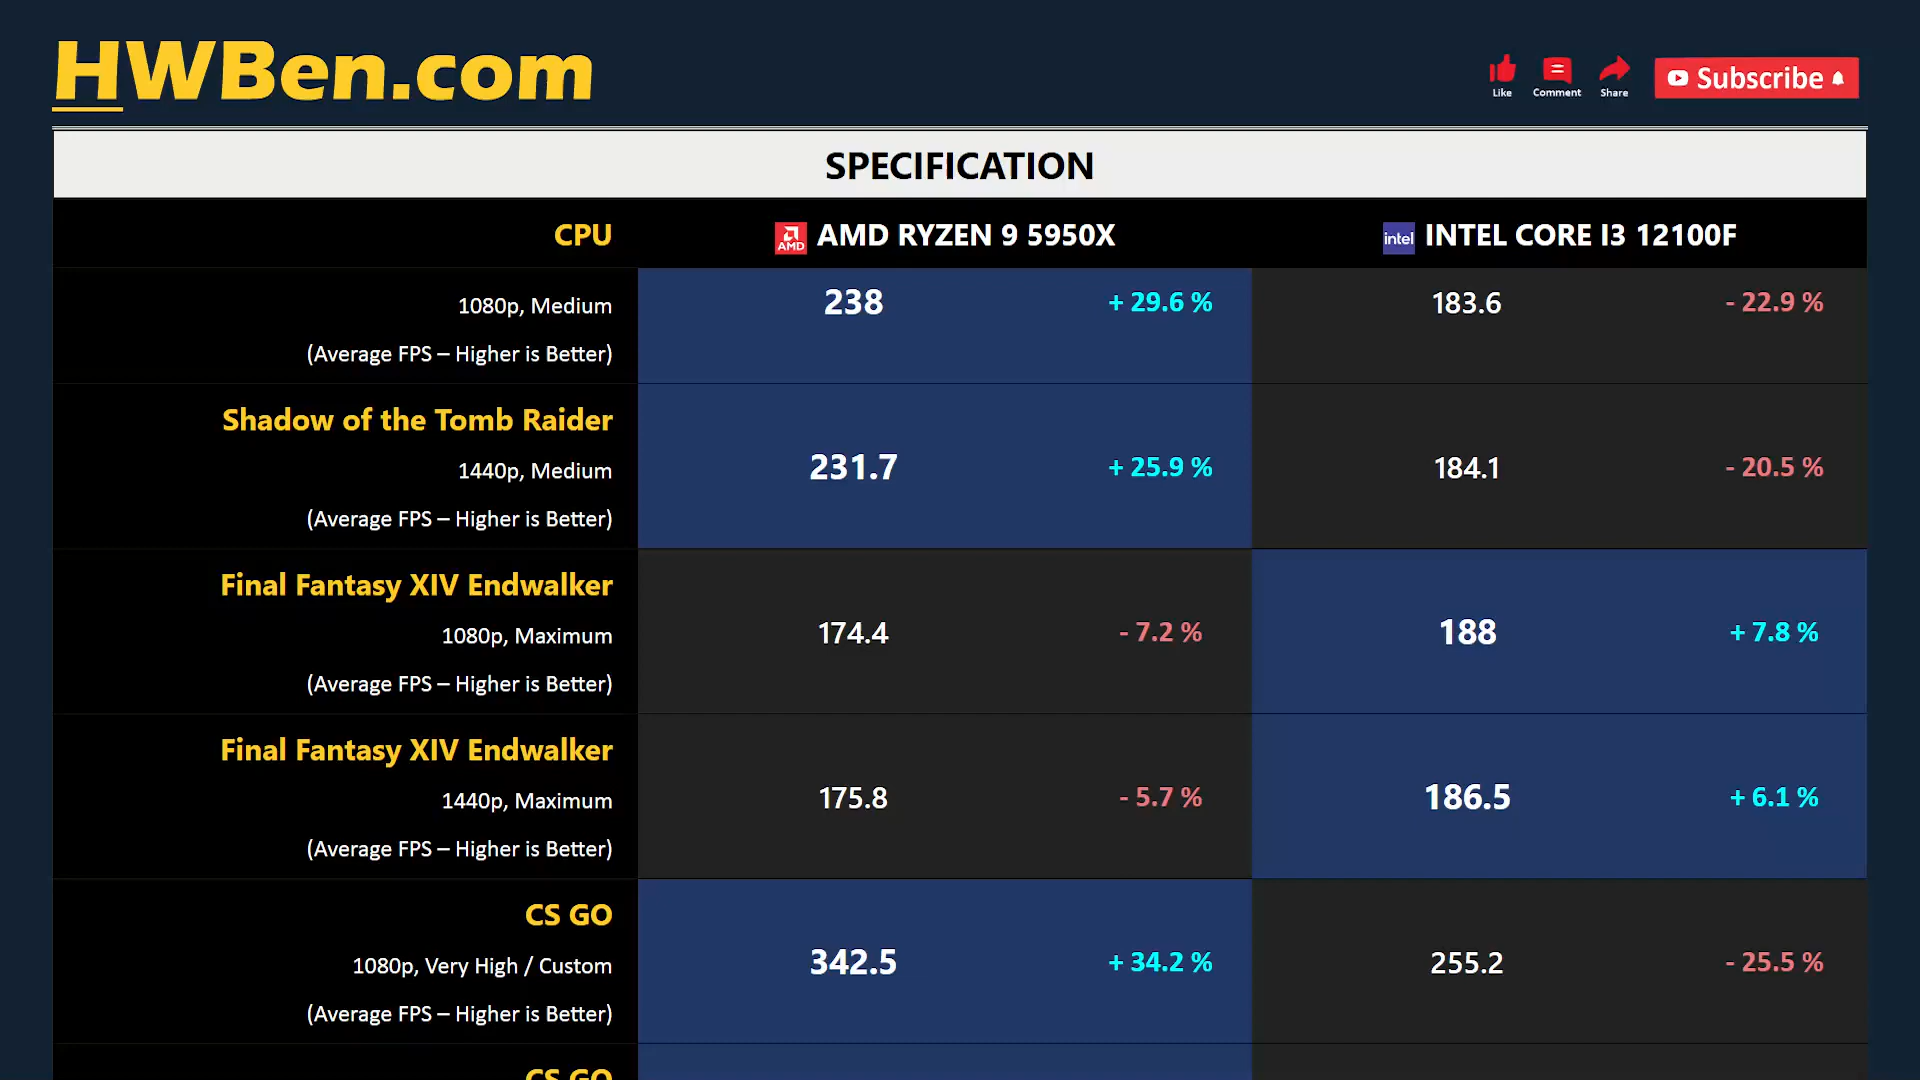 HWBen.com
Like
Comment
Share
Subscribe
SPECIFICATION
CPU
AMD
AMD RYZEN 9 5950X
intel
INTEL CORE I3 12100F
1080p, Medium
(Average FPS – Higher is Better)
238
+ 29.6 %
183.6
- 22.9 %
Shadow of the Tomb Raider
1440p, Medium
(Average FPS – Higher is Better)
231.7
+ 25.9 %
184.1
- 20.5 %
Final Fantasy XIV Endwalker
1080p, Maximum
(Average FPS – Higher is Better)
174.4
- 7.2 %
188
+ 7.8 %
Final Fantasy XIV Endwalker
1440p, Maximum
(Average FPS – Higher is Better)
175.8
- 5.7 %
186.5
+ 6.1 %
CS GO
1080p, Very High / Custom
(Average FPS – Higher is Better)
342.5
+ 34.2 %
255.2
- 25.5 %
CS GO